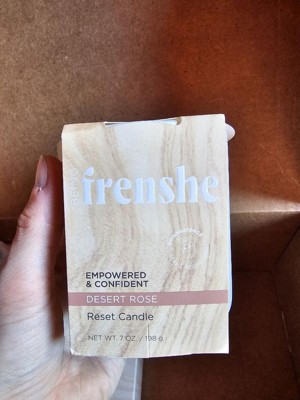 frenshe
EMPOWERED
& CONFIDENT
DESERT ROSE
Reset Candle
NET WT. 7 OZ. / 198 g